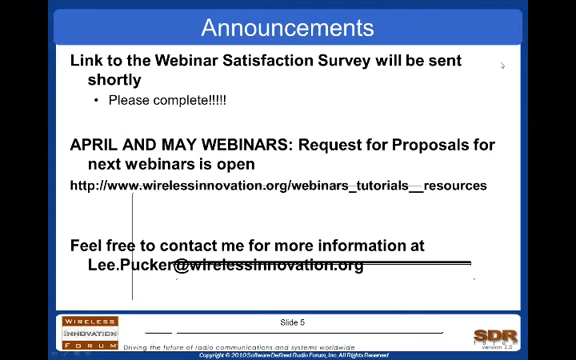 Announcements
Link to the Webinar Satisfaction Survey will be sent
shortly
• Please complete!!!!!
APRIL AND MAY WEBINARS: Request for Proposals for
next webinars is open
http://www.wirelessinnovation.org/webinars_tutorials__resources
Feel free to contact me for more information at
Lee.Pucker@wirelessinnovation.org
Slide 5
WIRELESS
INNOVATION
FORUM
Driving the future of radio communications and systems worldwide
SDR
FORUM
version 2.0
Copyright © 2010 Software Defined Radio Forum, Inc. All Rights Reserved